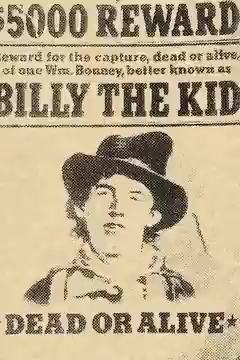 $5000 REWARD
Reward for the capture, dead or alive,
of one Wm. Bonney, better known as
BILLY THE KID
DEAD OR ALIVE★